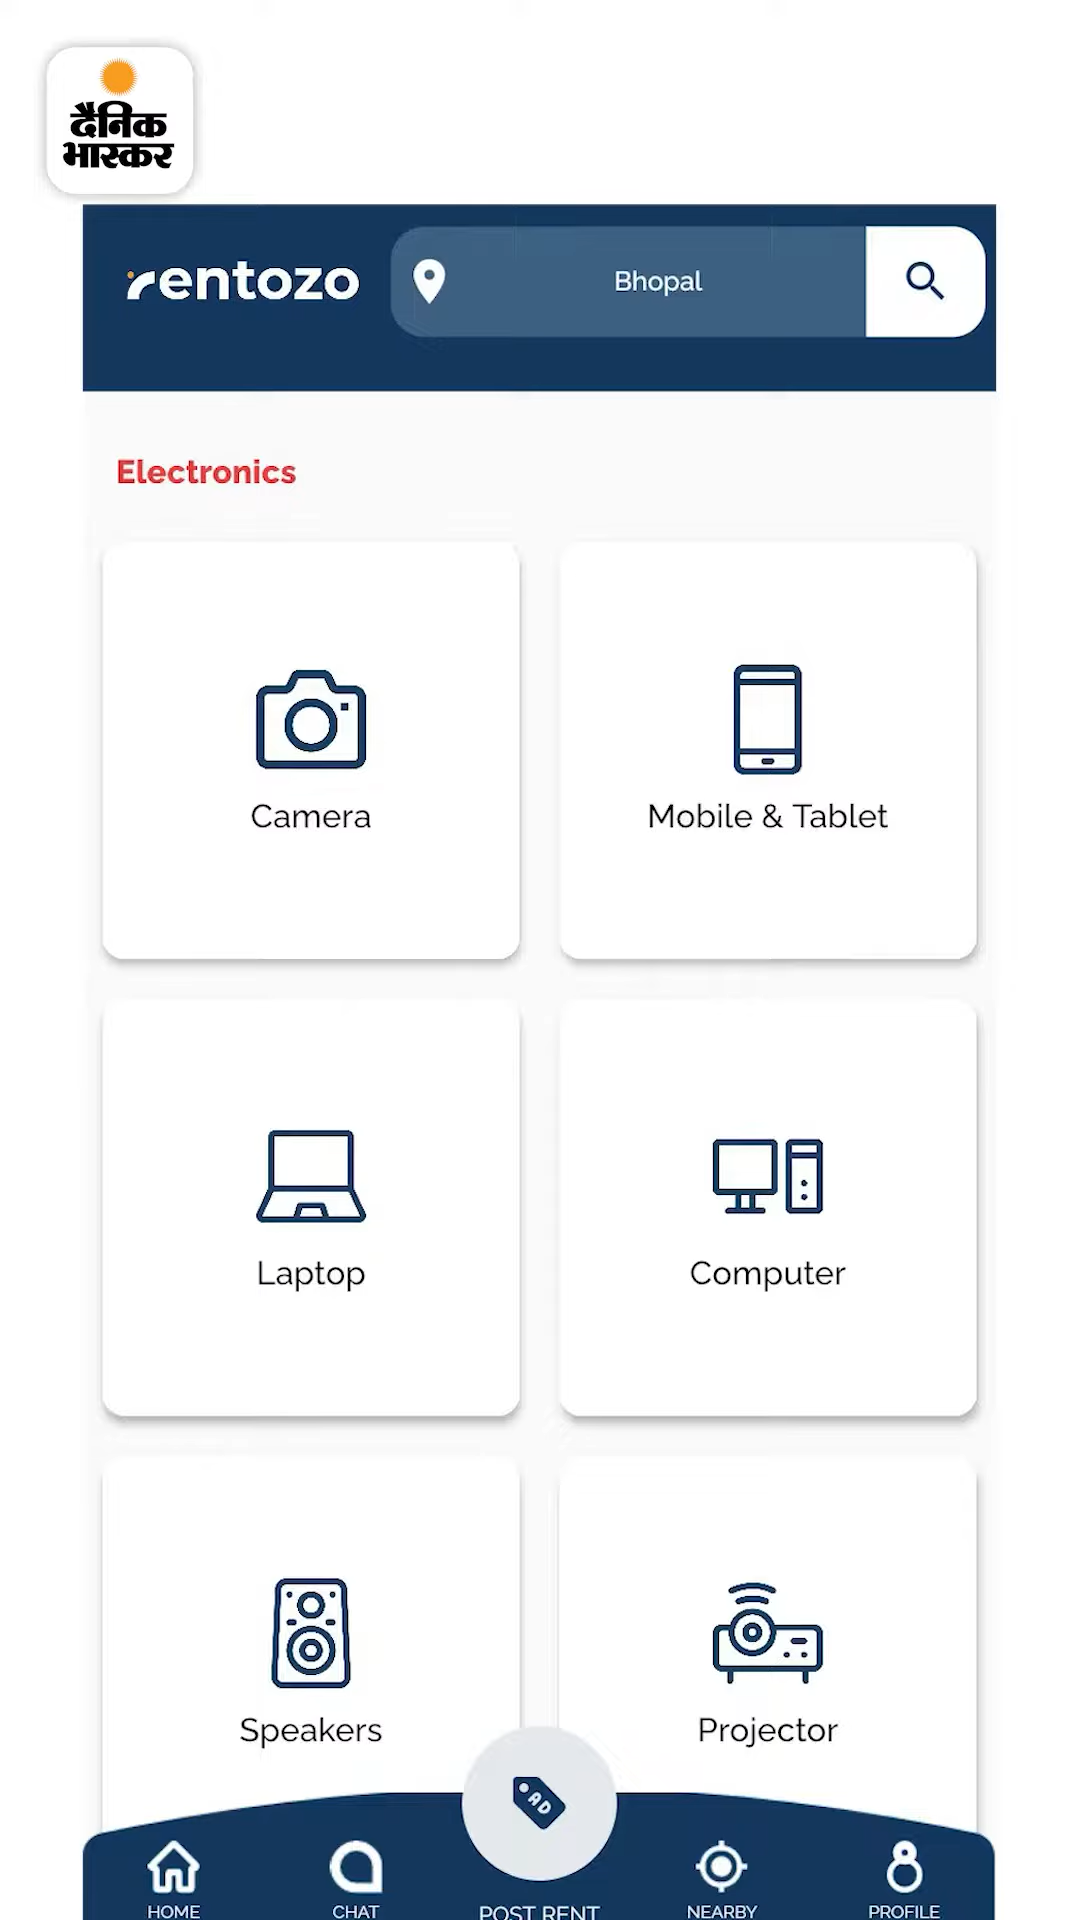 दैनिक
भास्कर
rentozo
Bhopal
Electronics
Camera
Mobile & Tablet
Laptop
Computer
Speakers
Projector
AD
HOME
CHAT
POST RENT
NEARBY
PROFILE